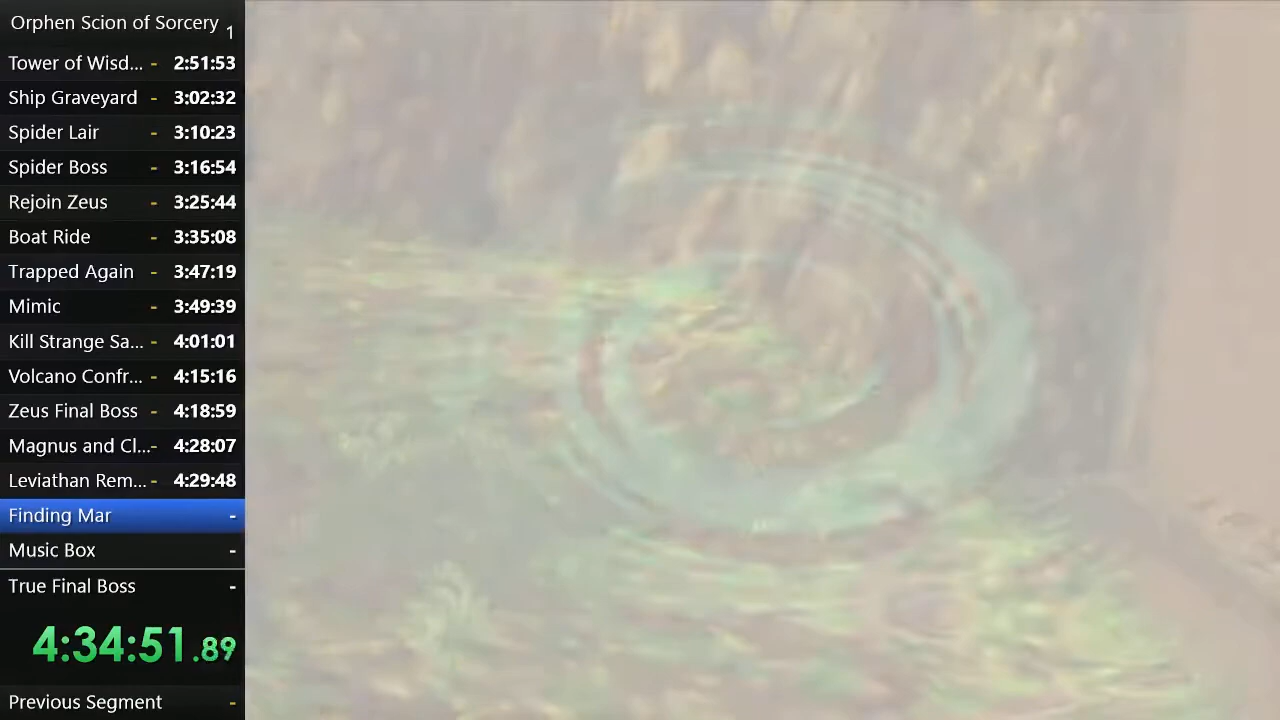 Orphen Scion of Sorcery 1
Tower of Wisd... - 2:51:53
Ship Graveyard - 3:02:32
Spider Lair - 3:10:23
Spider Boss - 3:16:54
Rejoin Zeus - 3:25:44
Boat Ride - 3:35:08
Trapped Again - 3:47:19
Mimic - 3:49:39
Kill Strange Sa... - 4:01:01
Volcano Confr... - 4:15:16
Zeus Final Boss - 4:18:59
Magnus and Cl... - 4:28:07
Leviathan Rem... - 4:29:48
Finding Mar -
Music Box -
True Final Boss -
4:34:51.89
Previous Segment -